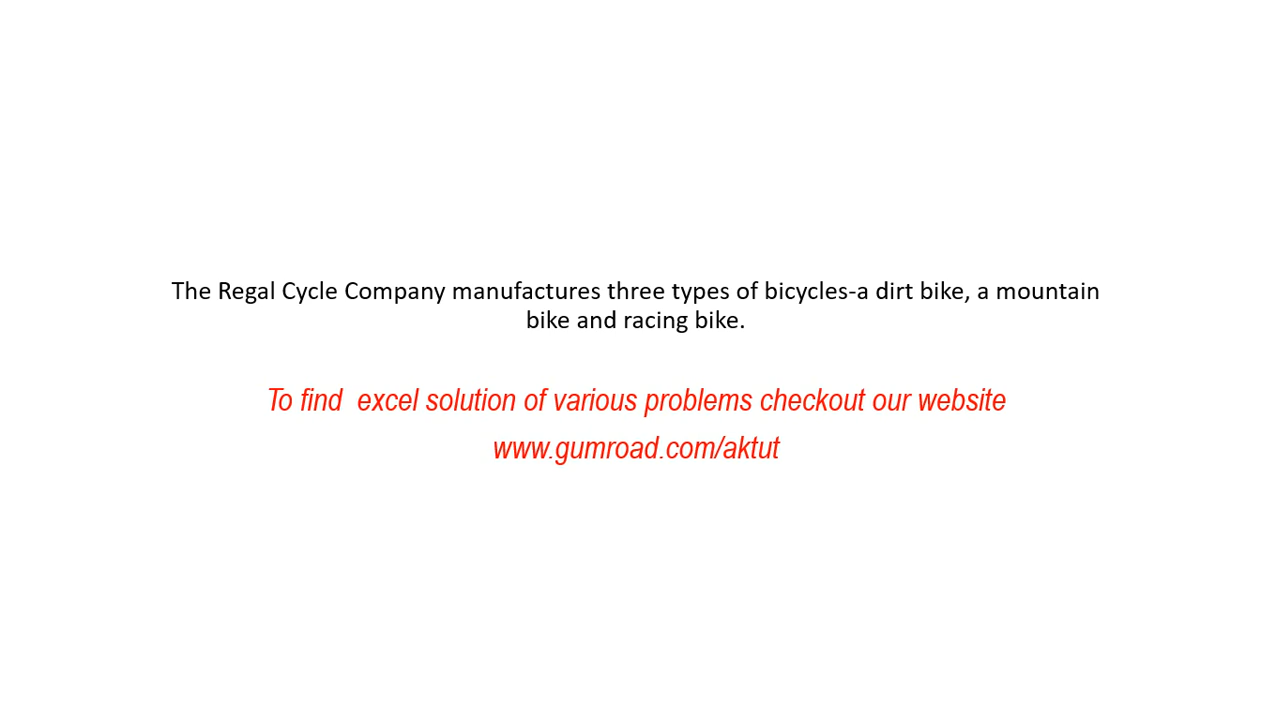 The Regal Cycle Company manufactures three types of bicycles-a dirt bike, a mountain
bike and racing bike.
To find  excel solution of various problems checkout our website
www.gumroad.com/aktut